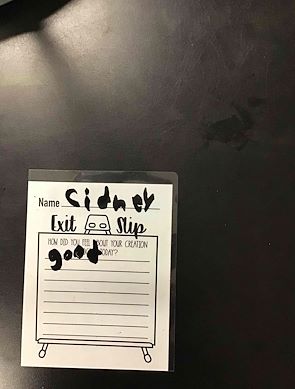 Name Sidney
Exit Slip
HOW DID YOU FEEL ABOUT YOUR CREATION
good TODAY?